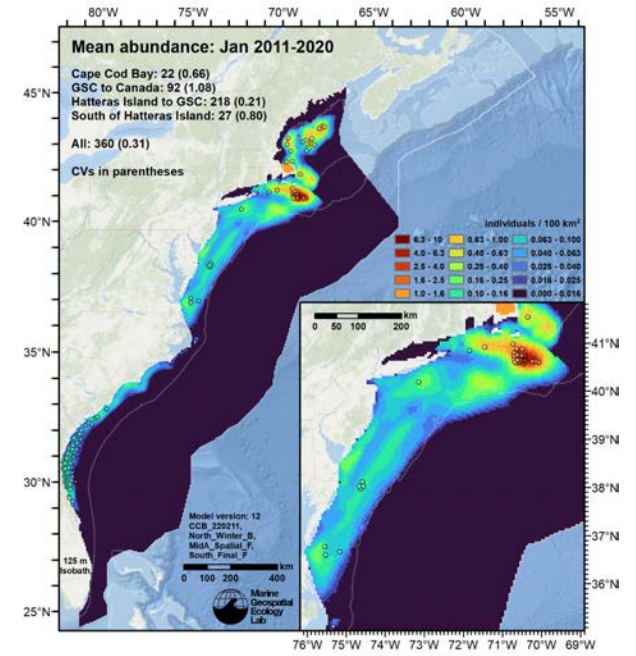 80°W 75°W 70°W 65°W 60°W 55°W
Mean abundance: Jan 2011-2020
Cape Cod Bay: 22 (0.66)
GSC to Canada: 92 (1.08)
Hatteras Island to GSC: 218 (0.21)
South of Hatteras Island: 27 (0.80)
All: 360 (0.31)
CVs in parentheses
45°N
40°N
35°N
30°N
25°N
Individuals / 100 km²
6.3 - 10 0.63 - 1.00 0.063 - 0.100
4.0 - 6.3 0.40 - 0.63 0.040 - 0.063
2.5 - 4.0 0.25 - 0.40 0.025 - 0.040
1.6 - 2.5 0.16 - 0.25 0.016 - 0.025
1.0 - 1.6 0.10 - 0.16 0.000 - 0.016
km
0 50 100 200
41°N
40°N
39°N
38°N
37°N
36°N
Model version: 12
CCB_220211,
North_Winter_B,
MidA_Spatial_F,
South_Final_F
km
0 100 200 400
125 m
Isobath
Marine
Geospatial
Ecology
Lab
76°W 75°W 74°W 73°W 72°W 71°W 70°W 69°W